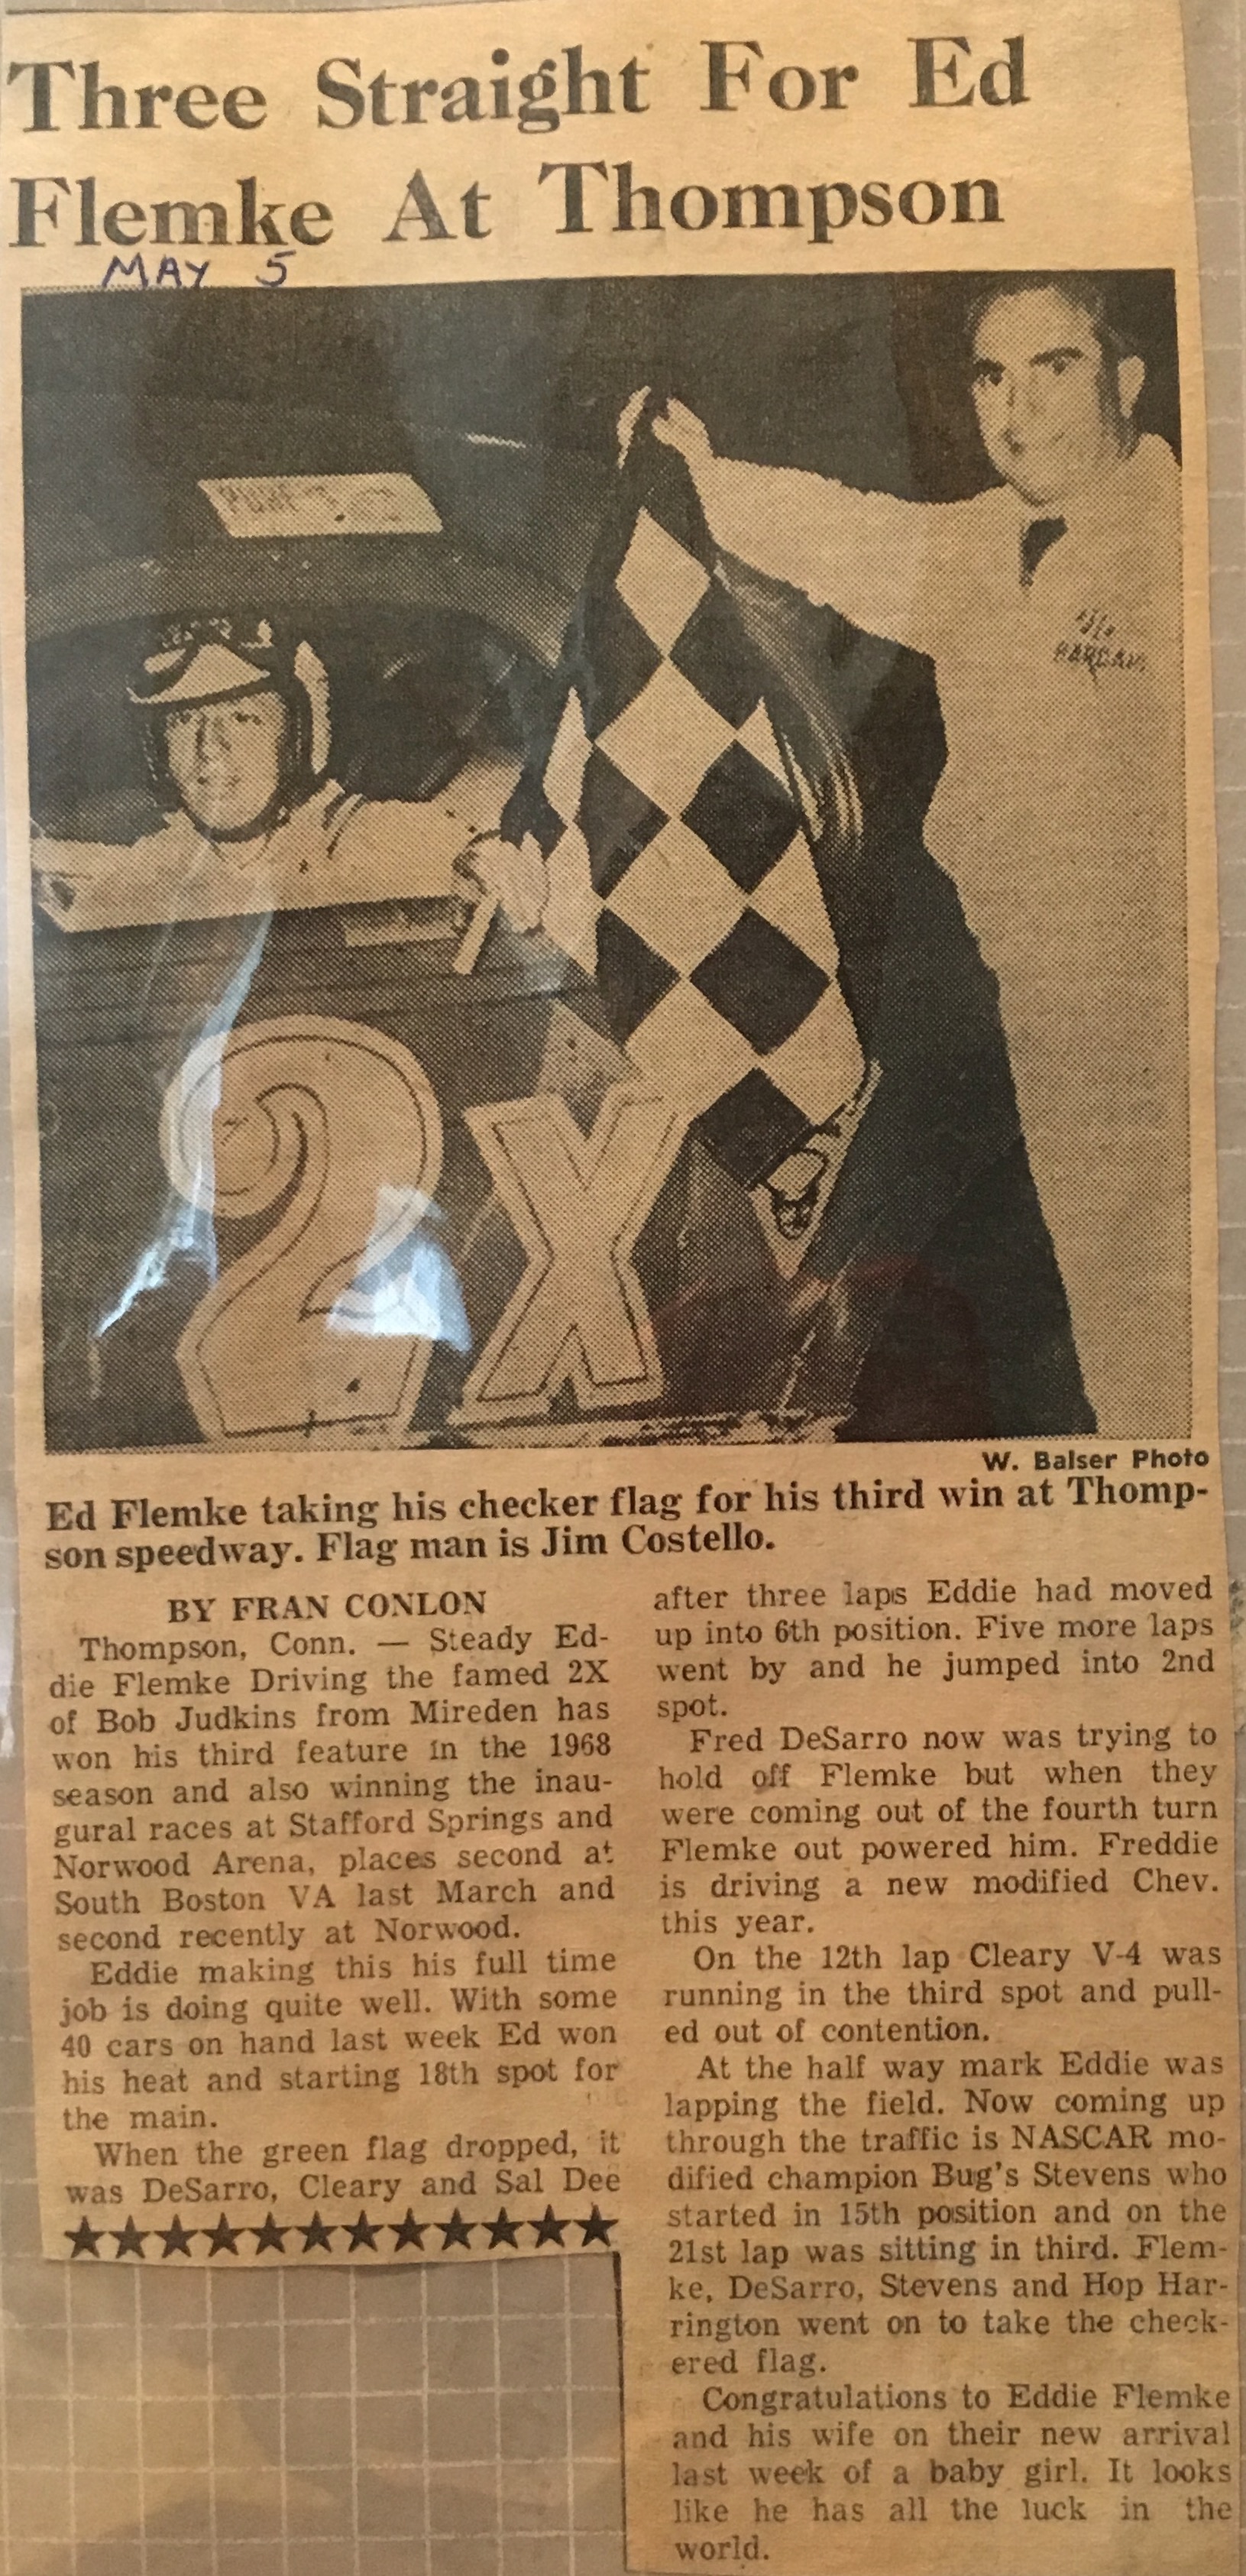 Three Straight For Ed
Flemke At Thompson
MAY 5
2X
W. Balser Photo
Ed Flemke taking his checker flag for his third win at Thomp-
son speedway. Flag man is Jim Costello.
BY FRAN CONLON
Thompson, Conn. — Steady Ed-
die Flemke Driving the famed 2X
of Bob Judkins from Mireden has
won his third feature in the 1968
season and also winning the inau-
gural races at Stafford Springs and
Norwood Arena, places second at
South Boston VA last March and
second recently at Norwood.
Eddie making this his full time
job is doing quite well. With some
40 cars on hand last week Ed won
his heat and starting 18th spot for
the main.
When the green flag dropped, it
was DeSarro, Cleary and Sal Dee
★★★★★★★★★★★★
after three laps Eddie had moved
up into 6th position. Five more laps
went by and he jumped into 2nd
spot.
Fred DeSarro now was trying to
hold off Flemke but when they
were coming out of the fourth turn
Flemke out powered him. Freddie
is driving a new modified Chev.
this year.
On the 12th lap Cleary V-4 was
running in the third spot and pull-
ed out of contention.
At the half way mark Eddie was
lapping the field. Now coming up
through the traffic is NASCAR mo-
dified champion Bug's Stevens who
started in 15th position and on the
21st lap was sitting in third. Flem-
ke, DeSarro, Stevens and Hop Har-
rington went on to take the check-
ered flag.
Congratulations to Eddie Flemke
and his wife on their new arrival
last week of a baby girl. It looks
like he has all the luck in the
world.